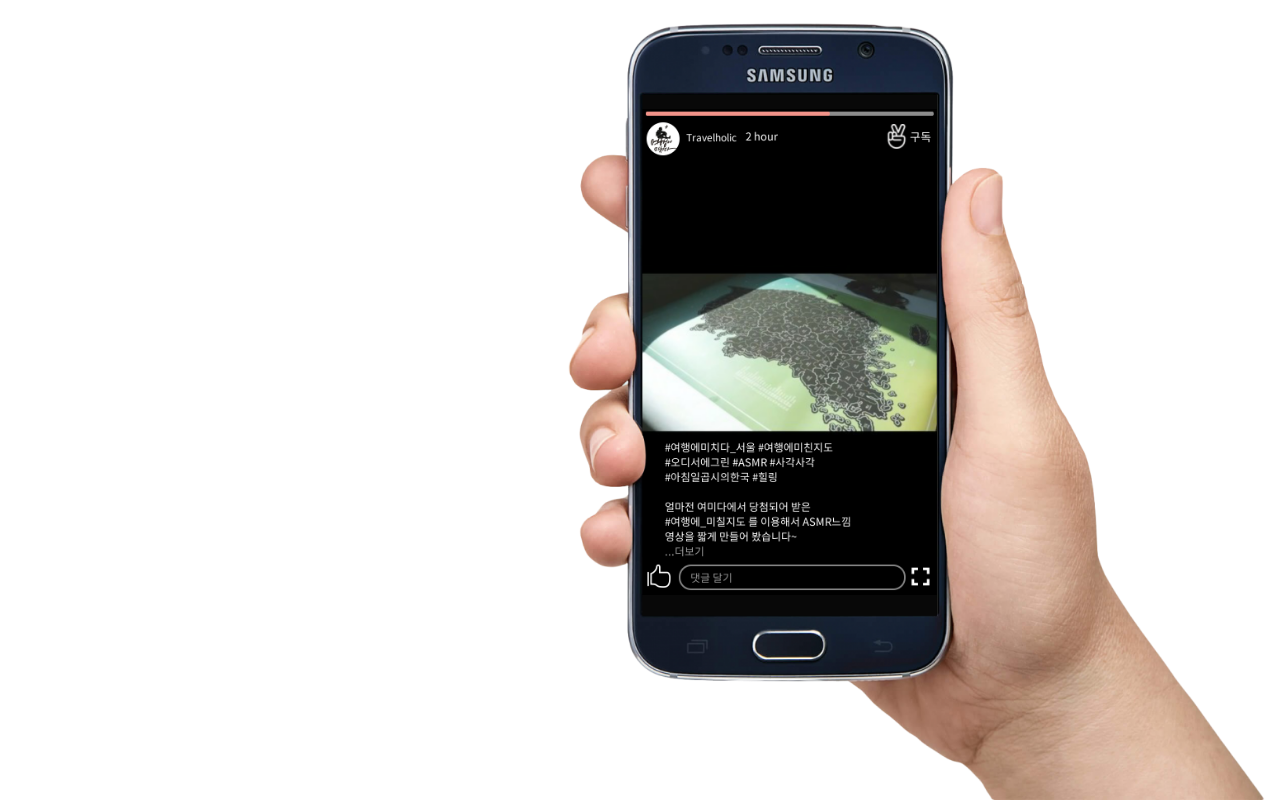 SAMSUNG
Travelholic 2 hour 구독
#여행에미치다_서울 #여행에미친지도
#오디서에그린 #ASMR #사각사각
#아침일곱시의한국 #힐링
얼마전 여미다에서 당첨되어 받은
#여행에_미칠지도 를 이용해서 ASMR느낌
영상을 짧게 만들어 봤습니다~
...더보기
댓글 달기